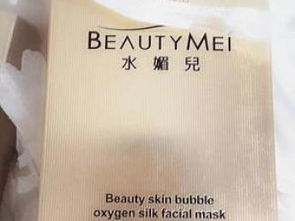 BEAUTYMEI
水媚兒
Beauty skin bubble
oxygen silk facial mask